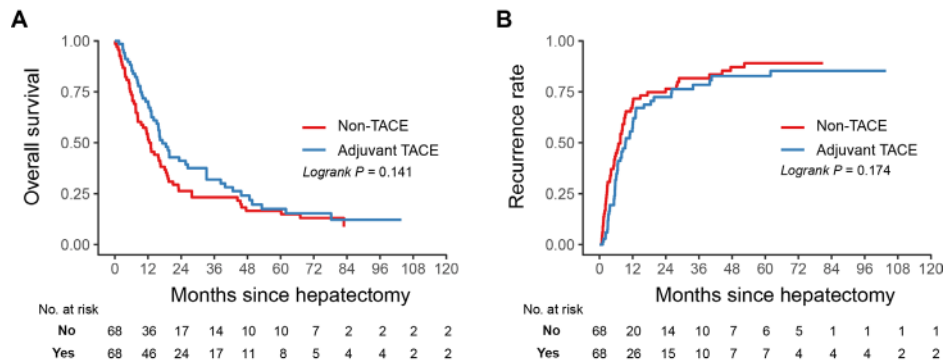 A
Overall survival
1.00
0.75
0.50
0.25
0.00
Non-TACE
Adjuvant TACE
Logrank P = 0.141
0 12 24 36 48 60 72 84 96 108 120
Months since hepatectomy
No. at risk
No 68 36 17 14 10 10 7 2 2 2 2
Yes 68 46 24 17 11 8 5 4 4 2 2
B
Recurrence rate
1.00
0.75
0.50
0.25
0.00
Non-TACE
Adjuvant TACE
Logrank P = 0.174
0 12 24 36 48 60 72 84 96 108 120
Months since hepatectomy
No. at risk
No 68 20 14 10 7 6 5 1 1 1 1
Yes 68 26 15 10 7 7 4 4 4 2 2